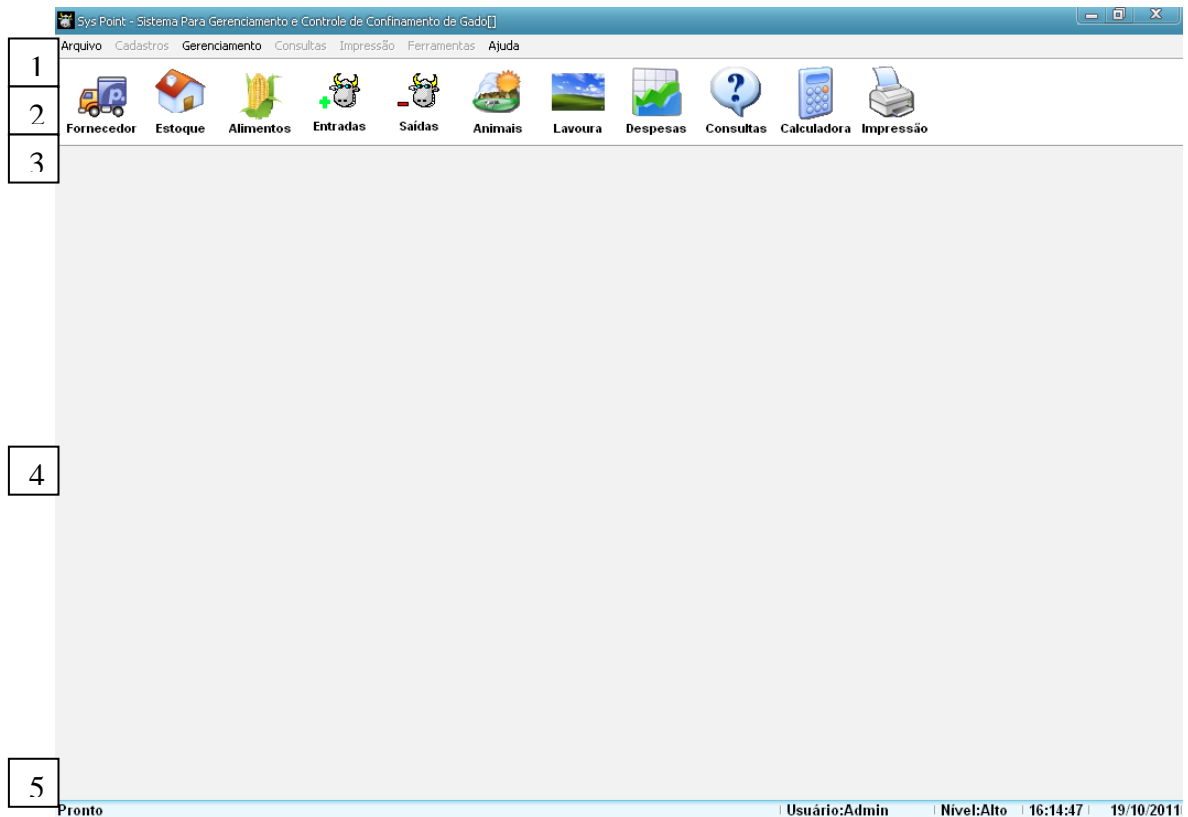 Sys Point - Sistema Para Gerenciamento e Controle de Confinamento de Gado[]
Arquivo Cadastros Gerenciamento Consultas Impressão Ferramentas Ajuda
1
2
p.
?
Fornecedor Estoque Alimentos Entradas Saídas Animais Lavoura Despesas Consultas Calculadora Impressão
3
4
5
Pronto Usuário:Admin Nível:Alto 16:14:47 19/10/2011